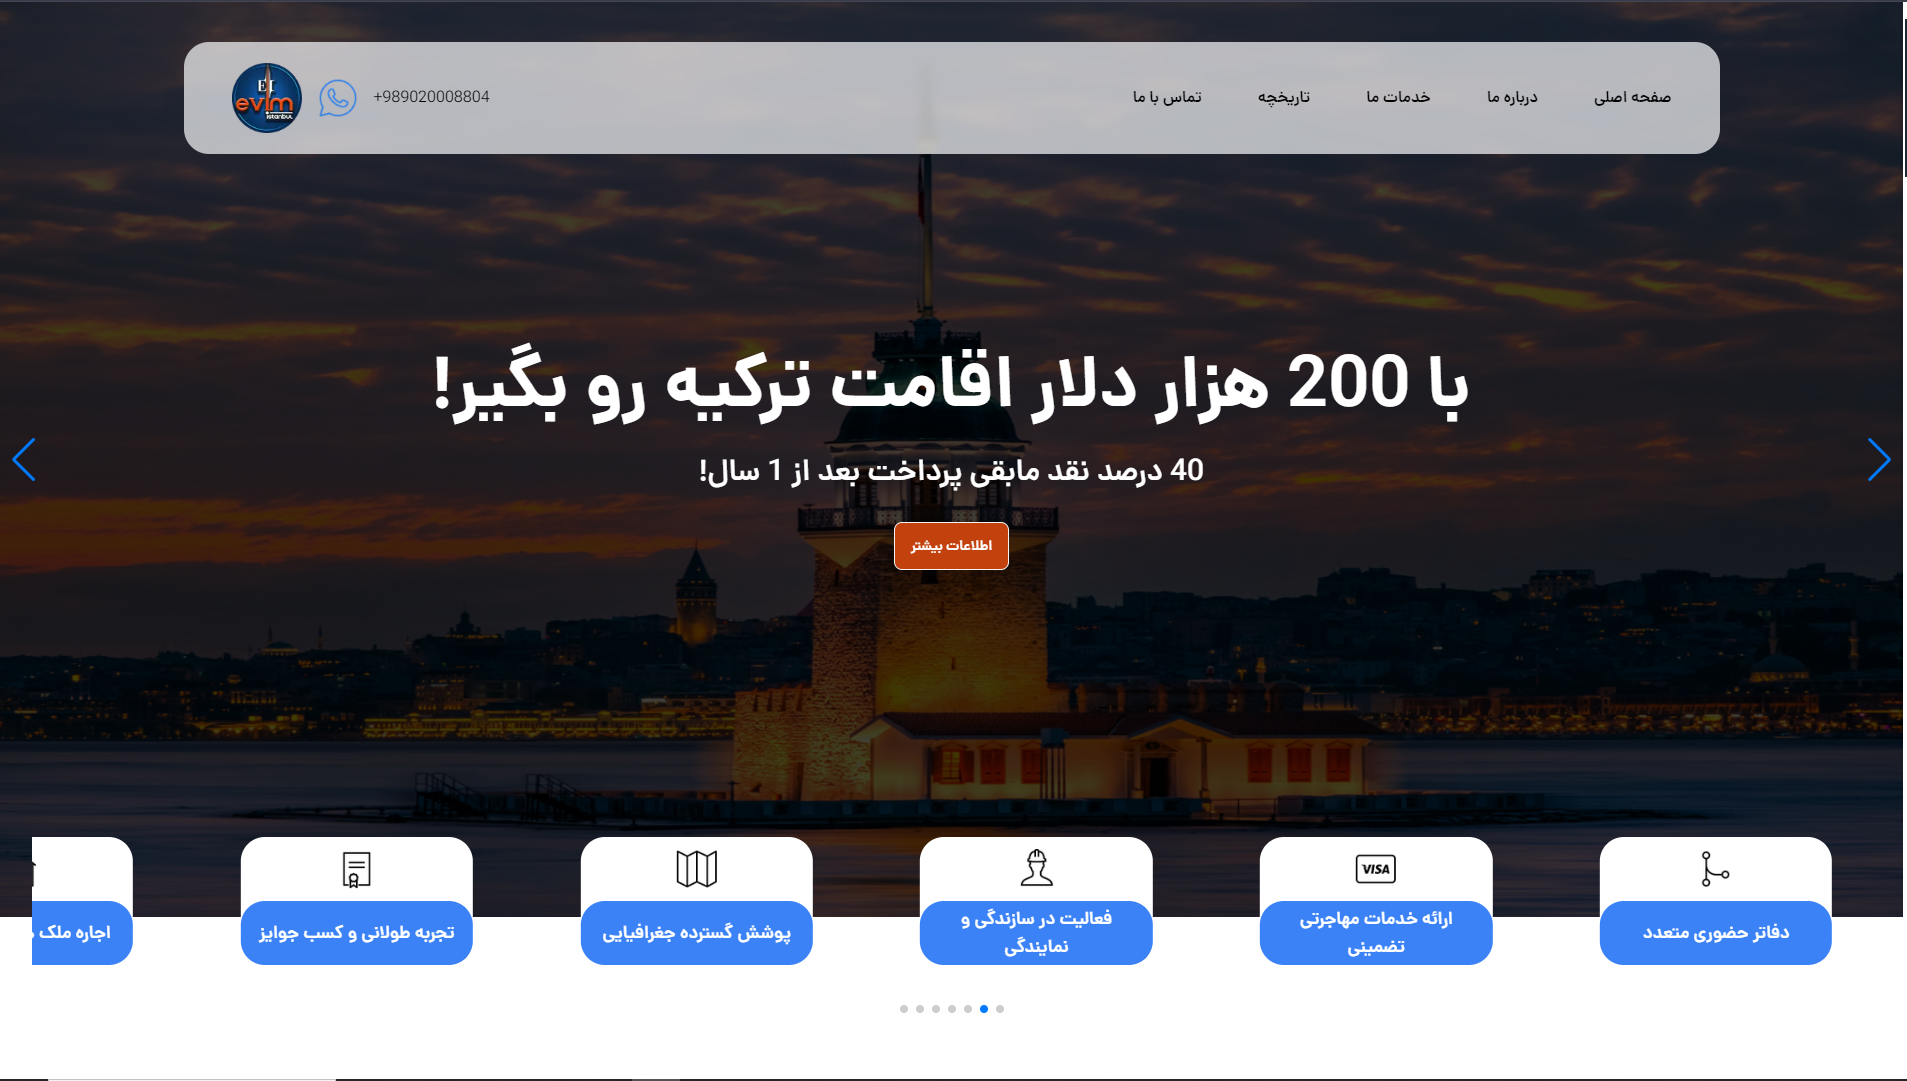 صفحه اصلی
درباره ما
خدمات ما
تاریخچه
تماس با ما
+989020008804
EI
evim
istanbul
با 200 هزار دلار اقامت ترکیه رو بگیر!
40 درصد نقد مابقی پرداخت بعد از 1 سال!
اطلاعات بیشتر
دفاتر حضوری متعدد
VISA
ارائه خدمات مهاجرتی
تضمینی
فعالیت در سازندگی و
نمایندگی
پوشش گسترده جغرافیایی
تجربه طولانی و کسب جوایز
اجاره ملک